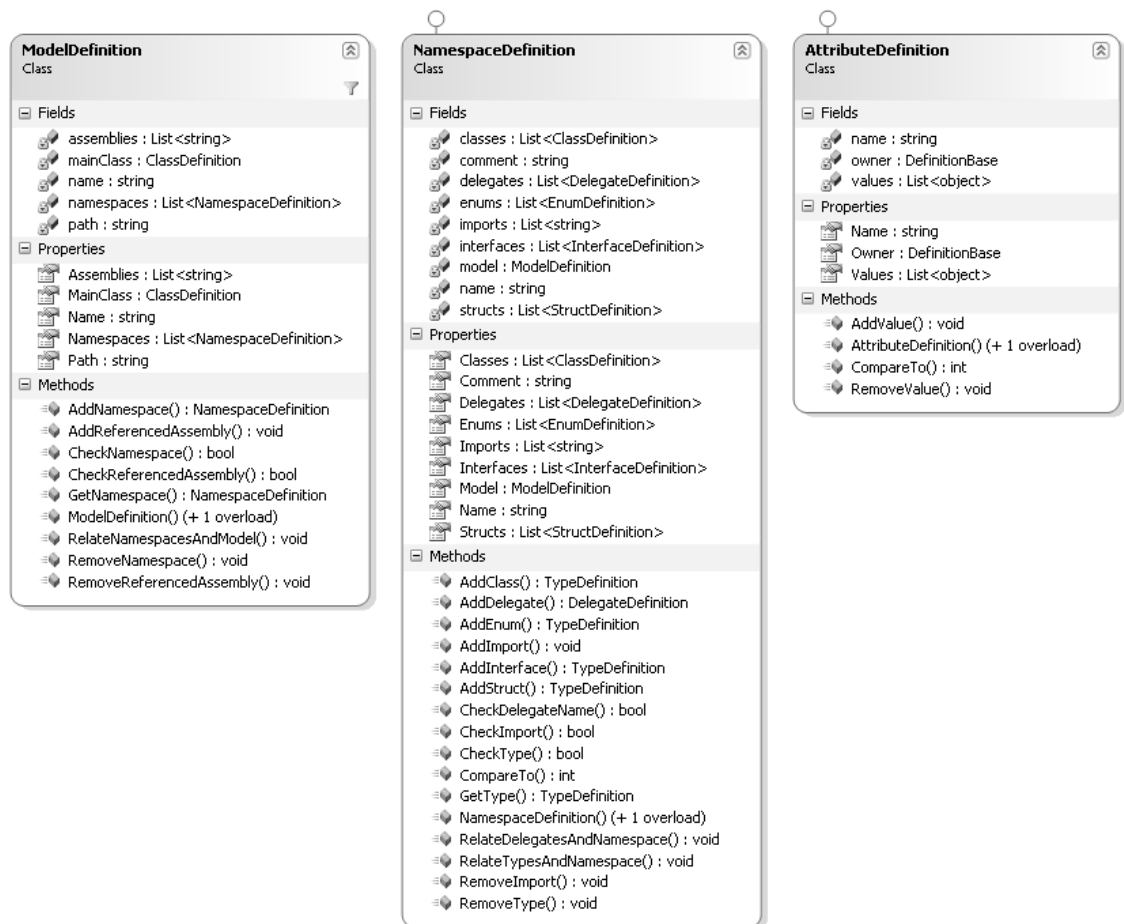 ModelDefinition
Class
Fields
assemblies : List<string>
mainClass : ClassDefinition
name : string
namespaces : List<NamespaceDefinition>
path : string
Properties
Assemblies : List<string>
MainClass : ClassDefinition
Name : string
Namespaces : List<NamespaceDefinition>
Path : string
Methods
AddNamespace() : NamespaceDefinition
AddReferencedAssembly() : void
CheckNamespace() : bool
CheckReferencedAssembly() : bool
GetNamespace() : NamespaceDefinition
ModelDefinition() (+ 1 overload)
RelateNamespacesAndModel() : void
RemoveNamespace() : void
RemoveReferencedAssembly() : void
NamespaceDefinition
Class
Fields
classes : List<ClassDefinition>
comment : string
delegates : List<DelegateDefinition>
enums : List<EnumDefinition>
imports : List<string>
interfaces : List<InterfaceDefinition>
model : ModelDefinition
name : string
structs : List<StructDefinition>
Properties
Classes : List<ClassDefinition>
Comment : string
Delegates : List<DelegateDefinition>
Enums : List<EnumDefinition>
Imports : List<string>
Interfaces : List<InterfaceDefinition>
Model : ModelDefinition
Name : string
Structs : List<StructDefinition>
Methods
AddClass() : TypeDefinition
AddDelegate() : DelegateDefinition
AddEnum() : TypeDefinition
AddImport() : void
AddInterface() : TypeDefinition
AddStruct() : TypeDefinition
CheckDelegateName() : bool
CheckImport() : bool
CheckType() : bool
CompareTo() : int
GetType() : TypeDefinition
NamespaceDefinition() (+ 1 overload)
RelateDelegatesAndNamespace() : void
RelateTypesAndNamespace() : void
RemoveImport() : void
RemoveType() : void
AttributeDefinition
Class
Fields
name : string
owner : DefinitionBase
values : List<object>
Properties
Name : string
Owner : DefinitionBase
Values : List<object>
Methods
AddValue() : void
AttributeDefinition() (+ 1 overload)
CompareTo() : int
RemoveValue() : void